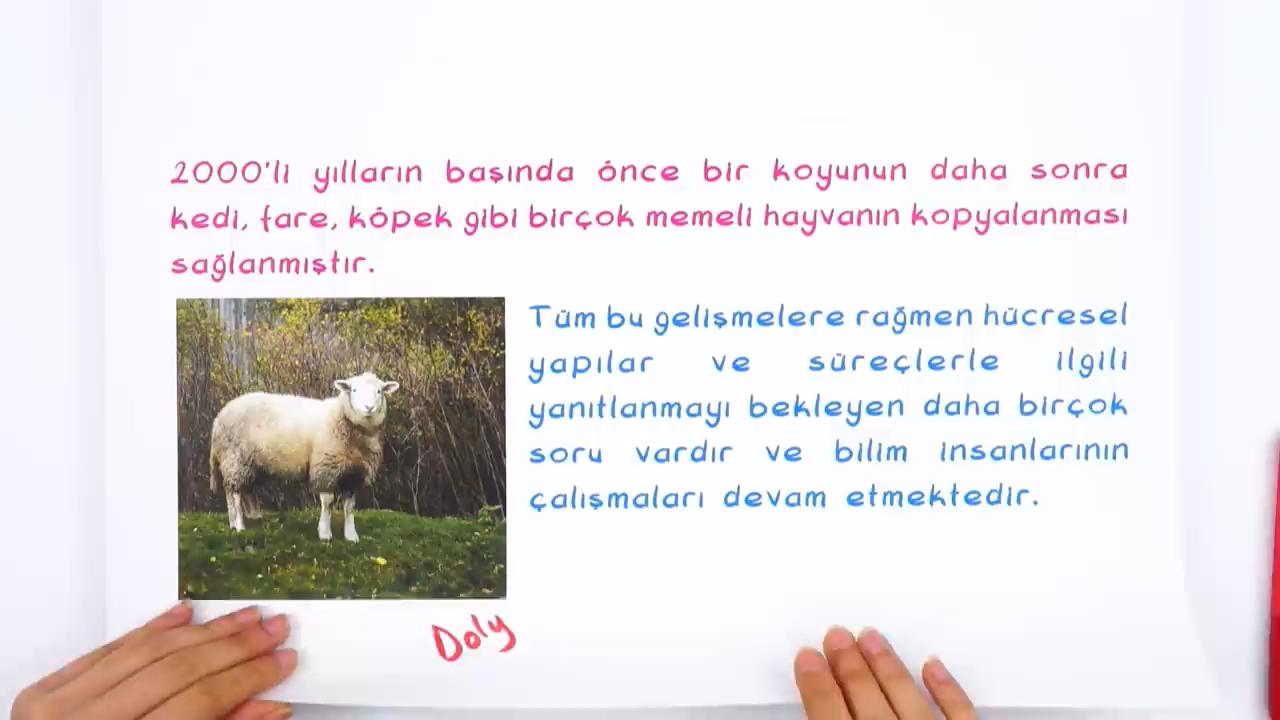 2000'li yılların başında önce bir koyunun daha sonra
kedi, fare, köpek gibi birçok memeli hayvanın kopyalanması
sağlanmıştır.
Tüm bu gelişmelere rağmen hücresel
yapılar ve süreçlerle ilgili
yanıtlanmayı bekleyen daha birçok
soru vardır ve bilim insanlarının
çalışmaları devam etmektedir.
Doly